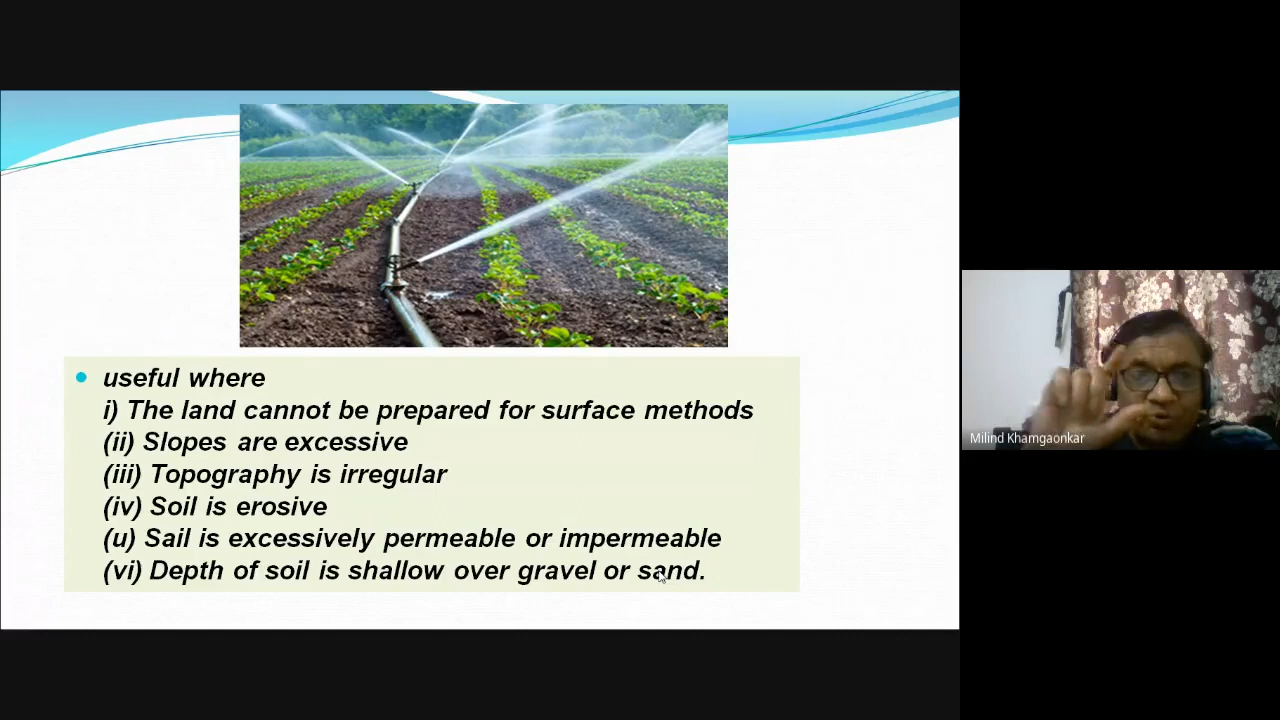 useful where
i) The land cannot be prepared for surface methods
(ii) Slopes are excessive
(iii) Topography is irregular
(iv) Soil is erosive
(u) Sail is excessively permeable or impermeable
(vi) Depth of soil is shallow over gravel or sand.
Milind Khamgaonkar